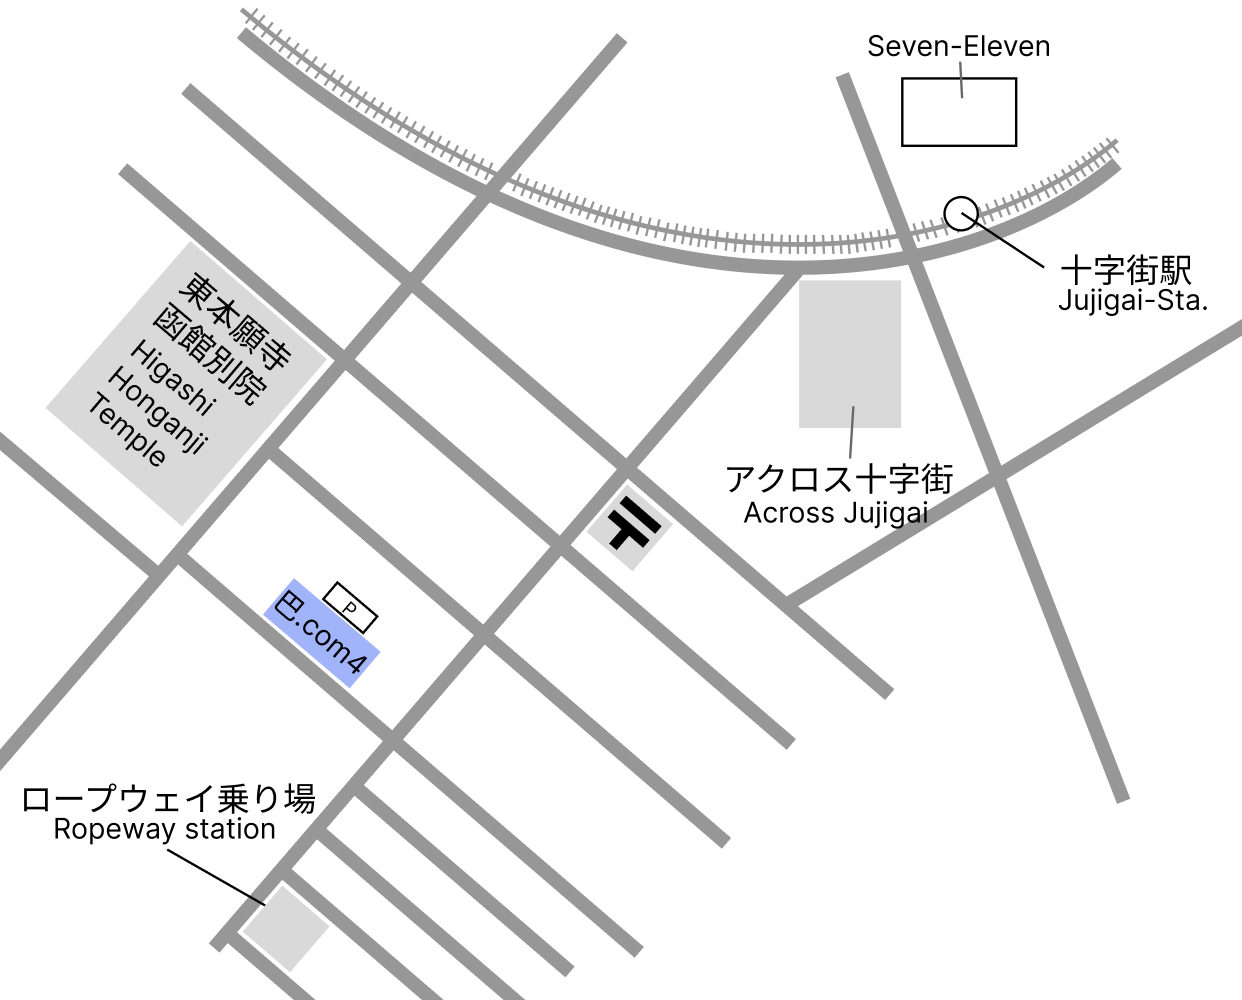 Seven-Eleven
十字街駅
Jujigai-Sta.
東本願寺
函館別院
Higashi
Honganji
Temple
アクロス十字街
Across Jujigai
〒
P
巴.com4
ロープウェイ乗り場
Ropeway station